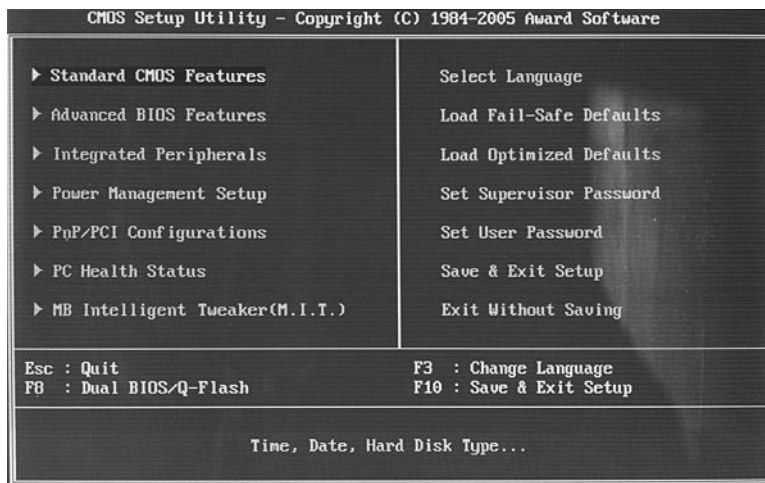 CMOS Setup Utility - Copyright (C) 1984-2005 Award Software
Standard CMOS Features
Advanced BIOS Features
Integrated Peripherals
Power Management Setup
PnP/PCI Configurations
PC Health Status
MB Intelligent Tweaker(M.I.T.)
Select Language
Load Fail-Safe Defaults
Load Optimized Defaults
Set Supervisor Password
Set User Password
Save & Exit Setup
Exit Without Saving
Esc : Quit
F8 : Dual BIOS/Q-Flash
F3 : Change Language
F10 : Save & Exit Setup
Time, Date, Hard Disk Type...